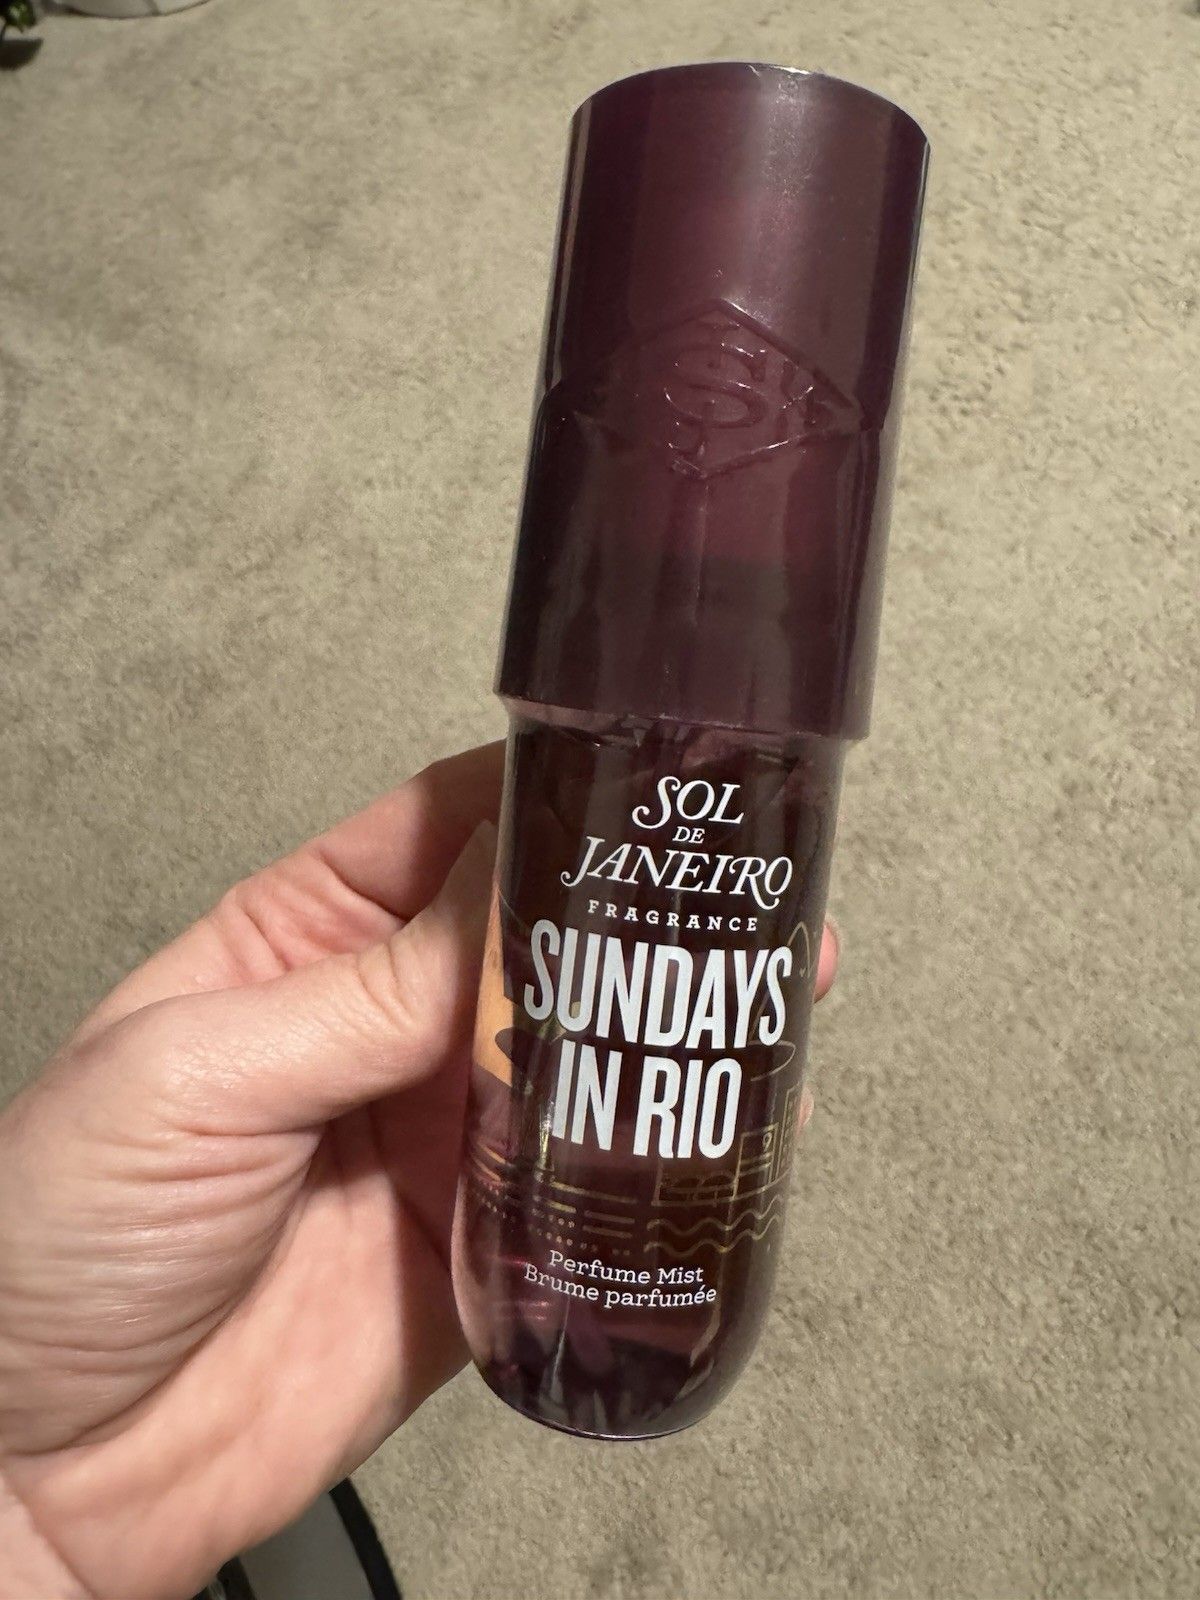 SOL
DE
JANEIRO
FRAGRANCE
SUNDAYS
IN RIO
Perfume Mist
Brume parfumée